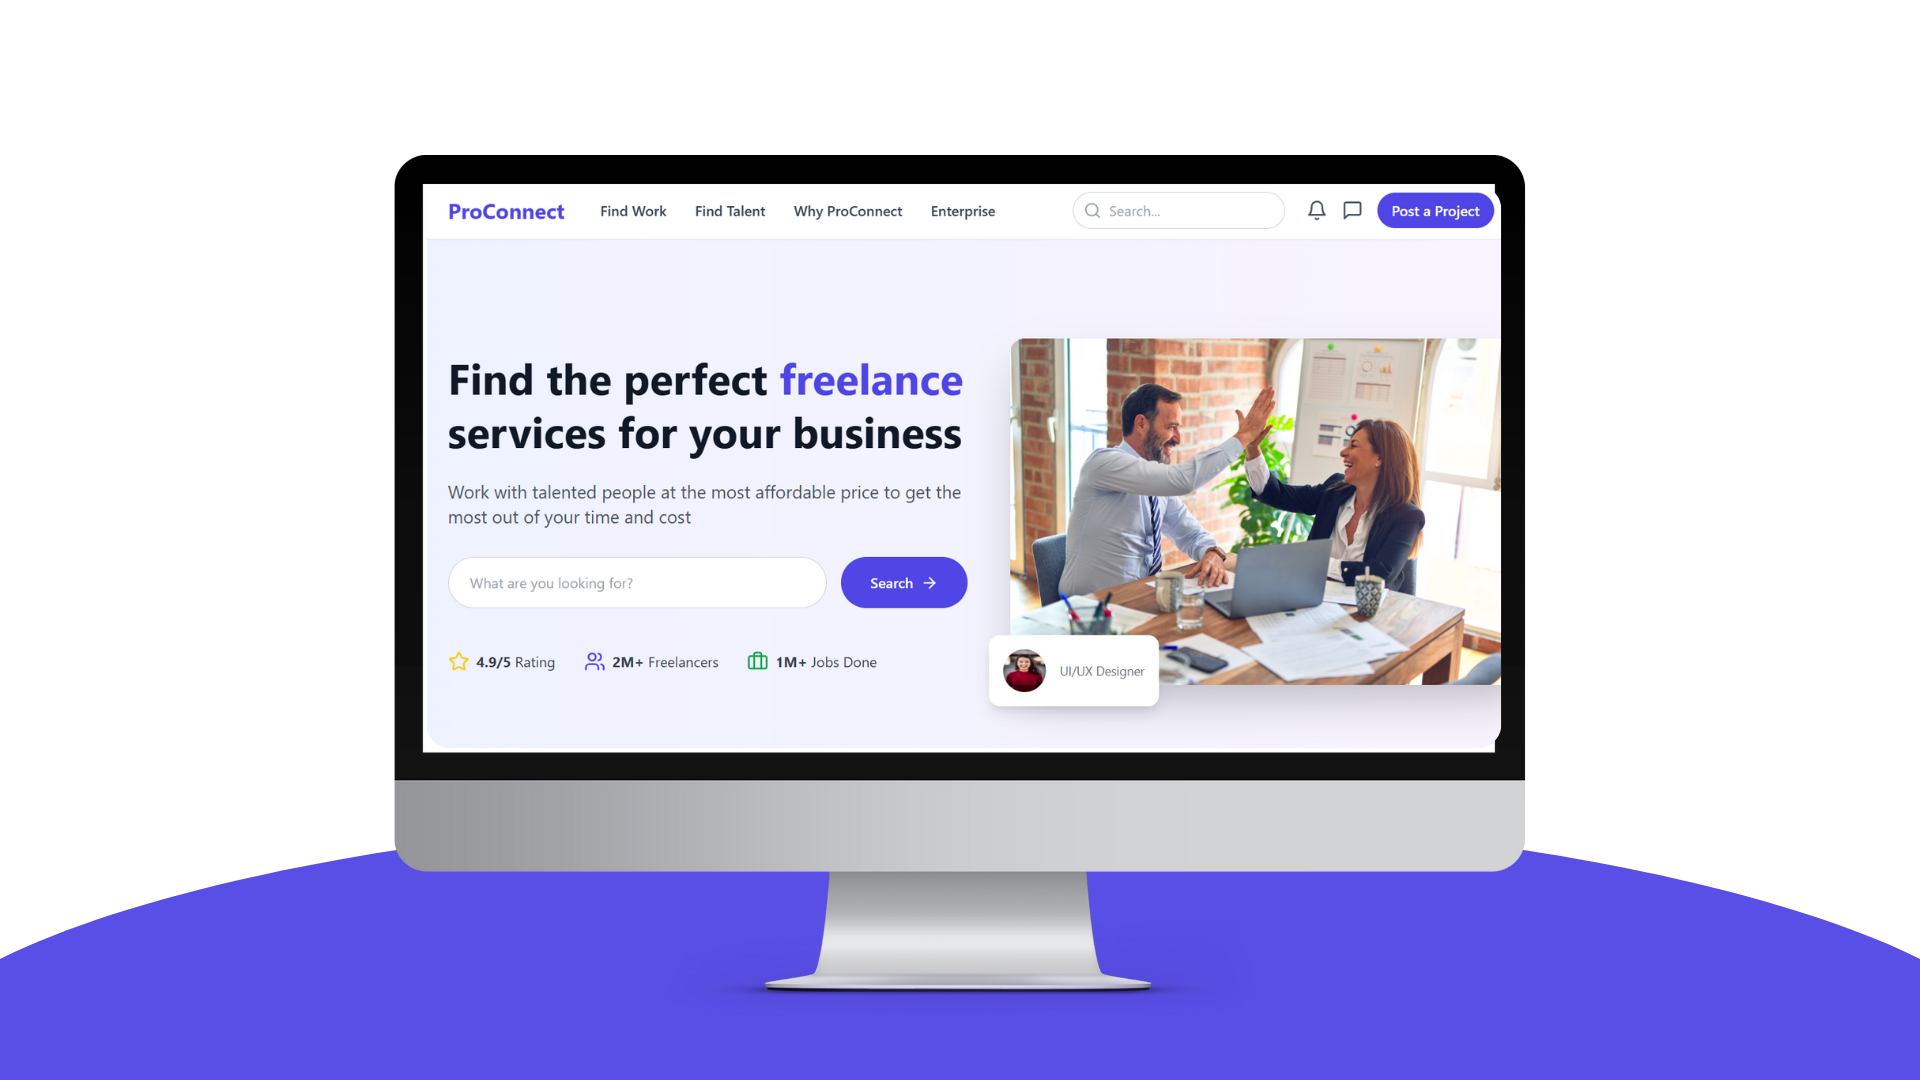 ProConnect
Find Work
Find Talent
Why ProConnect
Enterprise
Search...
Post a Project
Find the perfect freelance
services for your business
Work with talented people at the most affordable price to get the
most out of your time and cost
What are you looking for?
Search
4.9/5 Rating
2M+ Freelancers
1M+ Jobs Done
UI/UX Designer